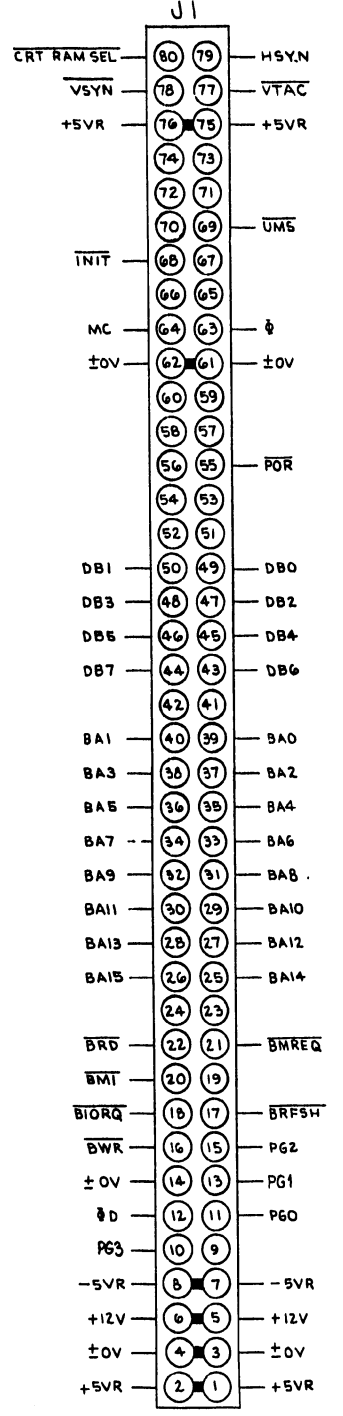 J1
CRT RAM SEL 80 79 HSYN
VSYN 78 77 VTAC
+5VR 76 75 +5VR
74 73
72 71
70 69 UMS
INIT 68 67
66 65
MC 64 63 Φ
±0V 62 61 ±0V
60 59
58 57
56 55 POR
54 53
52 51
DB1 50 49 DB0
DB3 48 47 DB2
DB5 46 45 DB4
DB7 44 43 DB6
42 41
BA1 40 39 BA0
BA3 38 37 BA2
BA5 36 35 BA4
BA7 34 33 BA6
BA9 32 31 BA8
BA11 30 29 BA10
BA13 28 27 BA12
BA15 26 25 BA14
24 23
BRD 22 21 BMREQ
BM1 20 19
BIORQ 18 17 BRFSH
BWR 16 15 PG2
±0V 14 13 PG1
ΦD 12 11 PG0
PG3 10 9
-5VR 8 7 -5VR
+12V 6 5 +12V
±0V 4 3 ±0V
+5VR 2 1 +5VR